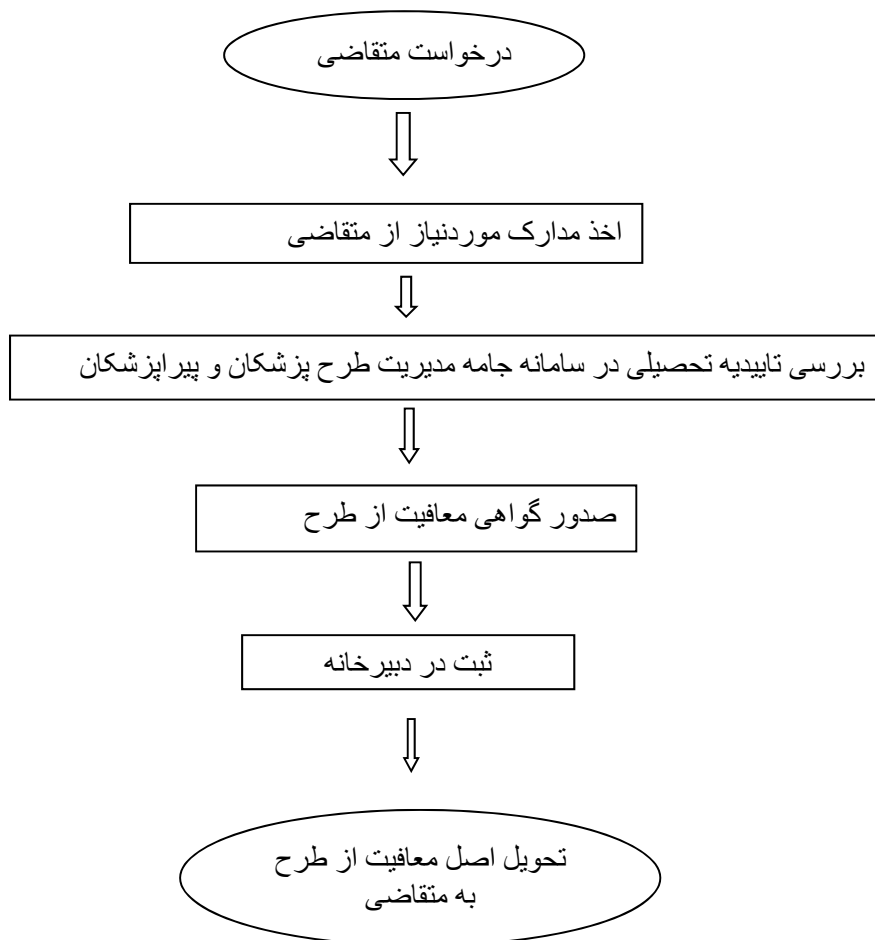 درخواست متقاضی
اخذ مدارک موردنیاز از متقاضی
بررسی تاییدیه تحصیلی در سامانه جامه مدیریت طرح پزشکان و پیراپزشکان
صدور گواهی معافیت از طرح
ثبت در دبیرخانه
تحویل اصل معافیت از طرح
به متقاضی